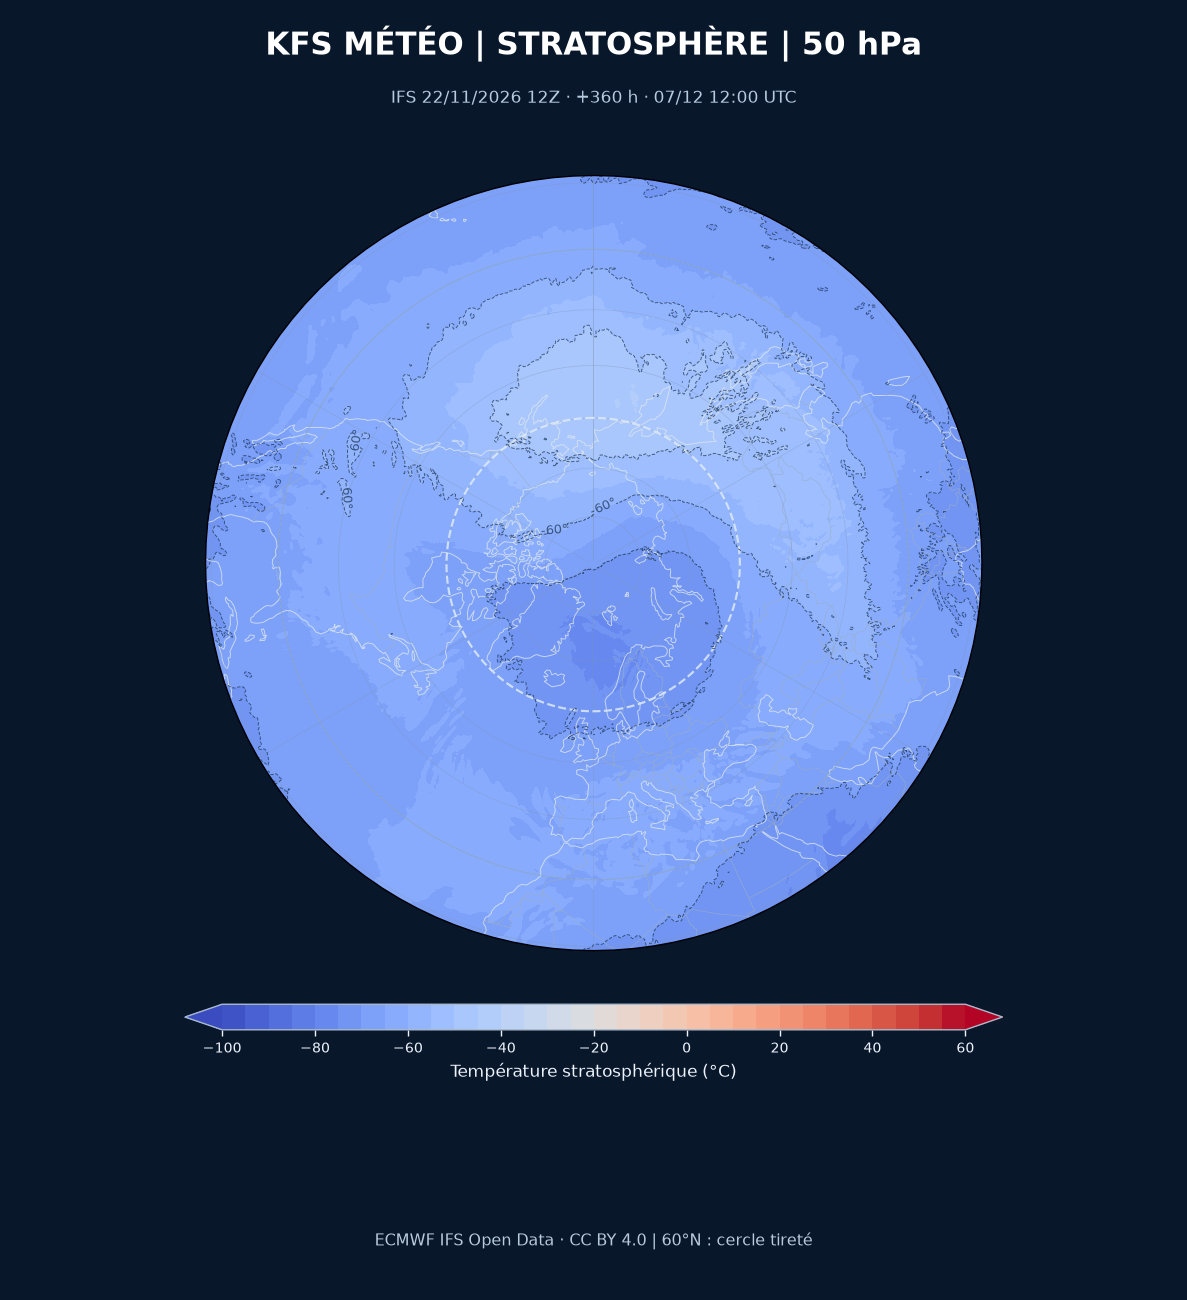 KFS MÉTÉO | STRATOSPHÈRE | 50 hPa
IFS 22/11/2026 12Z · +360 h · 07/12 12:00 UTC
-60°
-60°
60°
60°
−100 −80 −60 −40 −20 0 20 40 60
Température stratosphérique (°C)
ECMWF IFS Open Data · CC BY 4.0 | 60°N : cercle tireté